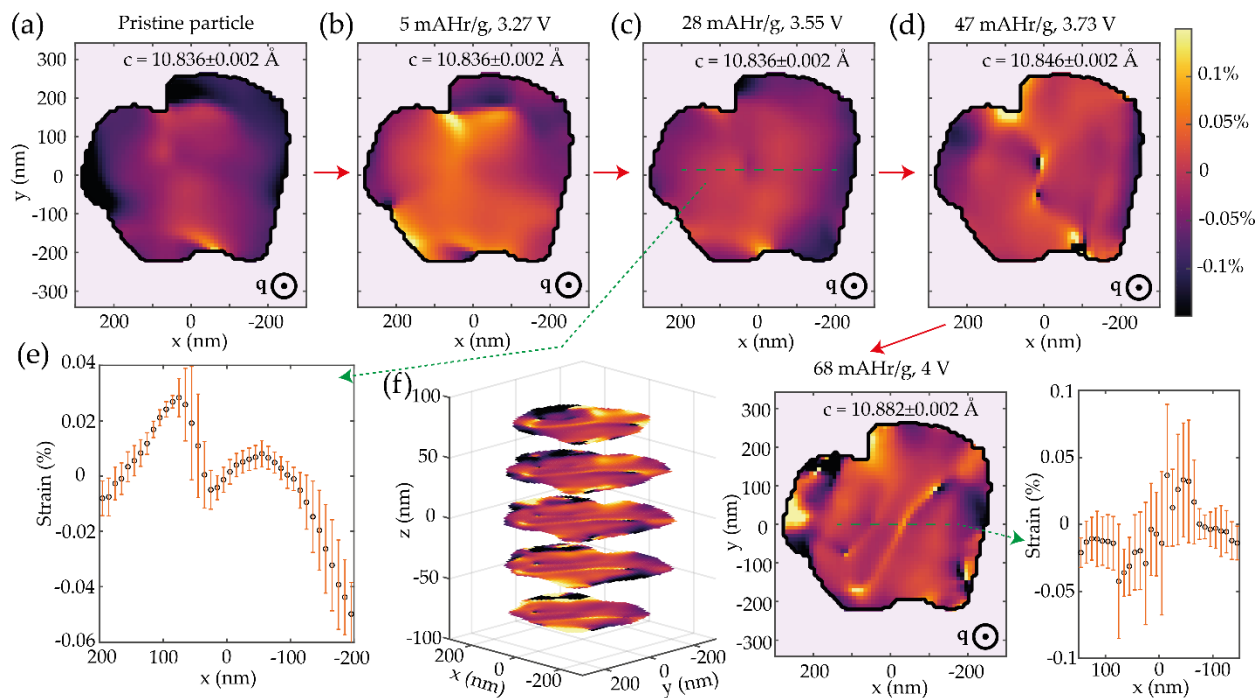 (a) Pristine particle
(b) 5 mAHr/g, 3.27 V
(c) 28 mAHr/g, 3.55 V
(d) 47 mAHr/g, 3.73 V
c = 10.836±0.002 Å
c = 10.836±0.002 Å
c = 10.836±0.002 Å
c = 10.846±0.002 Å
300
200
100
0
-100
-200
-300
y (nm)
q
q
q
q
200 0 -200
200 0 -200
200 0 -200
200 0 -200
x (nm)
x (nm)
x (nm)
x (nm)
0.1%
0.05%
0
-0.05%
-0.1%
(e)
0.04
0.02
0
-0.02
-0.04
-0.06
Strain (%)
200 100 0 -100 -200
x (nm)
(f)
100
50
0
-50
-100
z (nm)
200 0 -200
x (nm)
200 0 -200
y (nm)
68 mAHr/g, 4 V
c = 10.882±0.002 Å
300
200
100
0
-100
-200
-300
y (nm)
q
200 0 -200
x (nm)
0.1
0.05
0
-0.05
-0.1
Strain (%)
100 0 -100
x (nm)